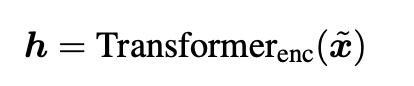 h = Transformer_enc(x̃)